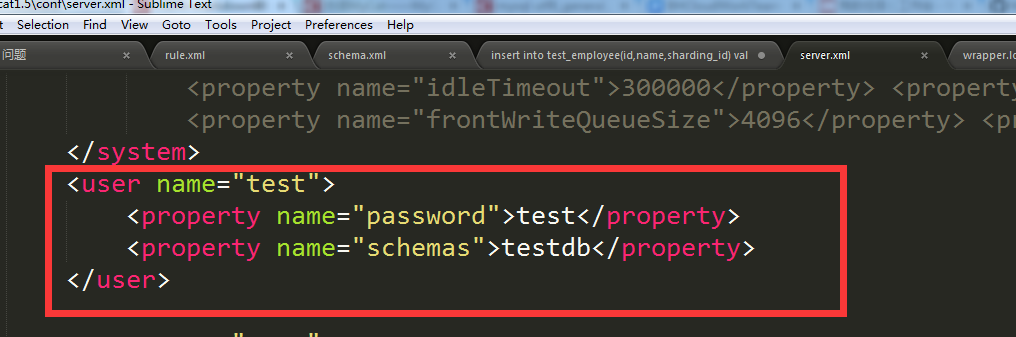 cat1.5\conf\server.xml - Sublime Text
Selection Find View Goto Tools Project Preferences Help
问题 × rule.xml × schema.xml × insert into test_employee(id,name,sharding_id) val server.xml × wrapper.lo
<property name="idleTimeout">300000</property> <property
<property name="frontWriteQueueSize">4096</property> <p
</system>
<user name="test">
<property name="password">test</property>
<property name="schemas">testdb</property>
</user>